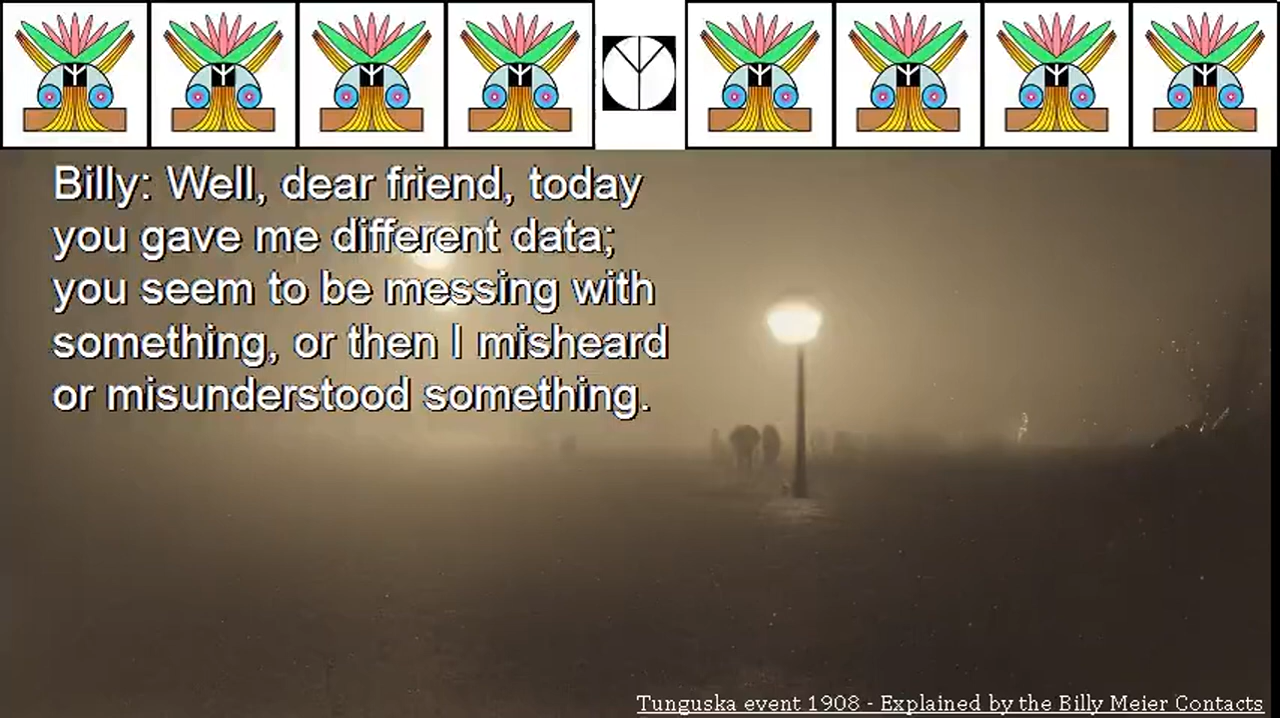 Billy: Well, dear friend, today
you gave me different data;
you seem to be messing with
something, or then I misheard
or misunderstood something.
Tunguska event 1908 - Explained by the Billy Meier Contacts